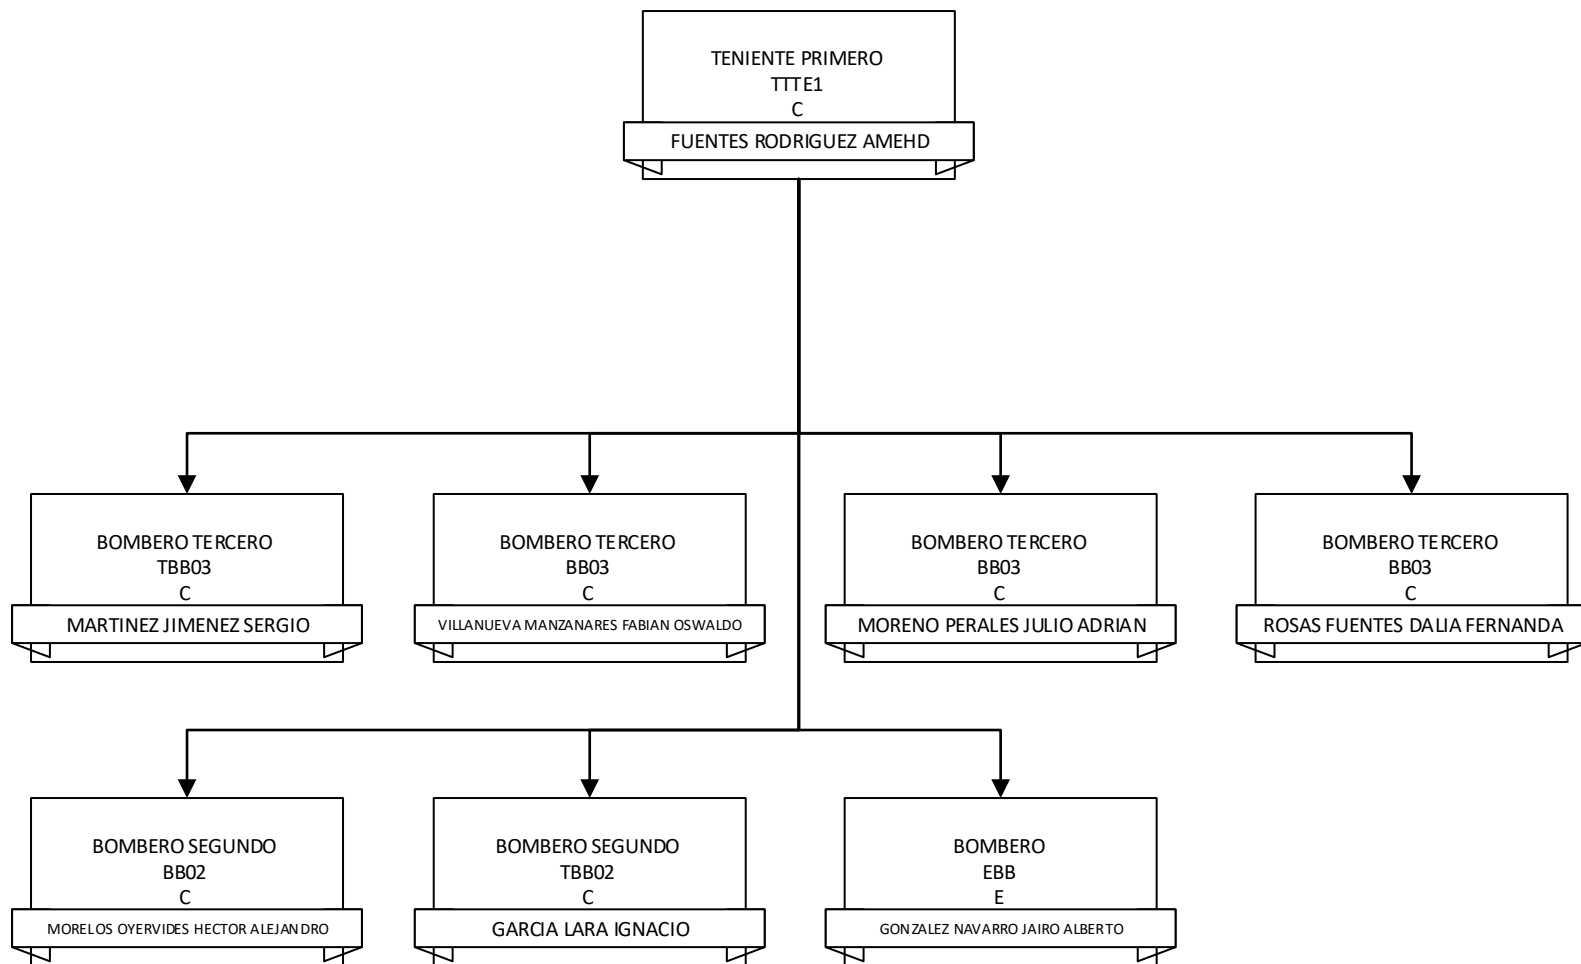 TENIENTE PRIMERO
TTTE1
C
FUENTES RODRIGUEZ AMEHD
BOMBERO TERCERO
TBB03
C
MARTINEZ JIMENEZ SERGIO
BOMBERO TERCERO
BB03
C
VILLANUEVA MANZANARES FABIAN OSWALDO
BOMBERO TERCERO
BB03
C
MORENO PERALES JULIO ADRIAN
BOMBERO TERCERO
BB03
C
ROSAS FUENTES DALIA FERNANDA
BOMBERO SEGUNDO
BB02
C
MORELOS OYERVIDES HECTOR ALEJANDRO
BOMBERO SEGUNDO
TBB02
C
GARCIA LARA IGNACIO
BOMBERO
EBB
E
GONZALEZ NAVARRO JAIRO ALBERTO